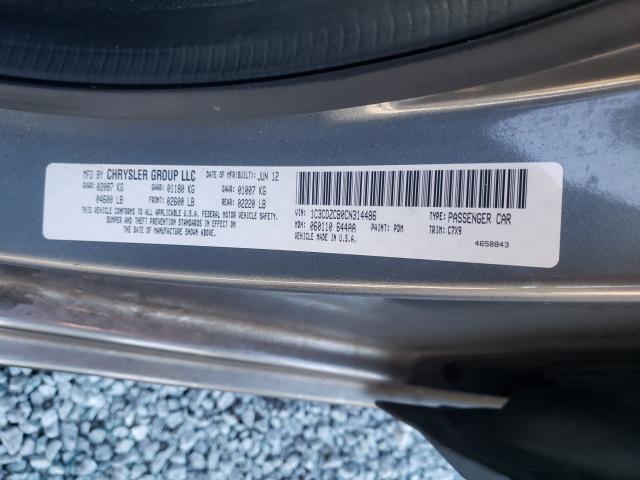 MFD BY CHRYSLER GROUP LLC DATE OF MFR(BUILT): JUN 12
GVWR: 02087 KG GAWR: 01180 KG GAWR: 01007 KG
04600 LB FRONT: 02600 LB REAR: 02220 LB
THIS VEHICLE CONFORMS TO ALL APPLICABLE U.S.A. FEDERAL MOTOR VEHICLE SAFETY,
BUMPER AND THEFT PREVENTION STANDARDS IN EFFECT ON
THE DATE OF MANUFACTURE SHOWN ABOVE.
VIN: 1C3CDZCB0CN314486 TYPE: PASSENGER CAR
MDH: 060110 644AA PAINT: PDM TRIM: C7X9
VEHICLE MADE IN U.S.A. 4658843